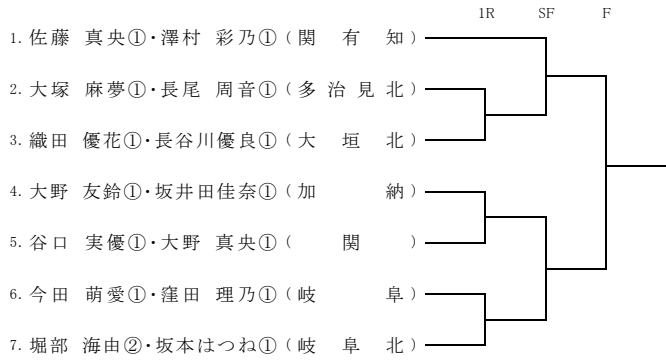 1R SF F
1. 佐藤 真央①・澤村 彩乃① ( 関 有 知 )
2. 大塚 麻夢①・長尾 周音① ( 多 治 見 北 )
3. 織田 優花①・長谷川優良① ( 大 垣 北 )
4. 大野 友鈴①・坂井田佳奈① ( 加 納 )
5. 谷口 実優①・大野 真央① ( 関 )
6. 今田 萌愛①・窪田 理乃① ( 岐 阜 )
7. 堀部 海由②・坂本はつね① ( 岐 阜 北 )